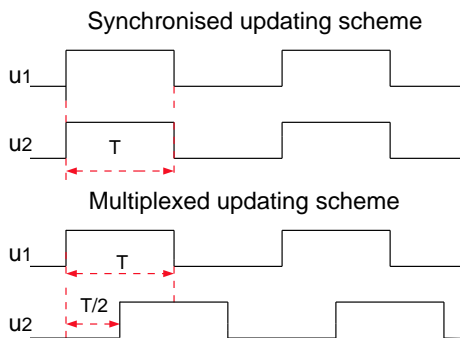 Synchronised updating scheme
u1
u2
T
Multiplexed updating scheme
u1
T
T/2
u2